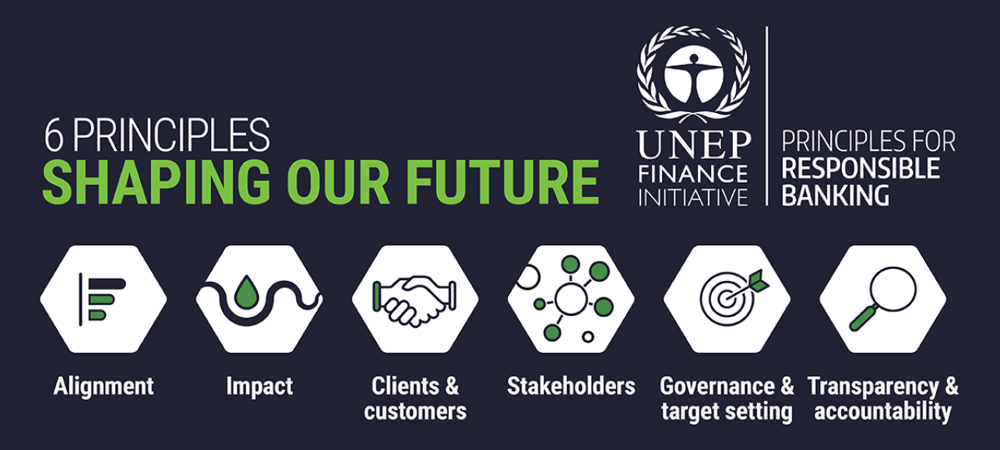 6 PRINCIPLES
SHAPING OUR FUTURE
UNEP
FINANCE
INITIATIVE
PRINCIPLES FOR
RESPONSIBLE
BANKING
Alignment
Impact
Clients &
customers
Stakeholders
Governance &
target setting
Transparency &
accountability